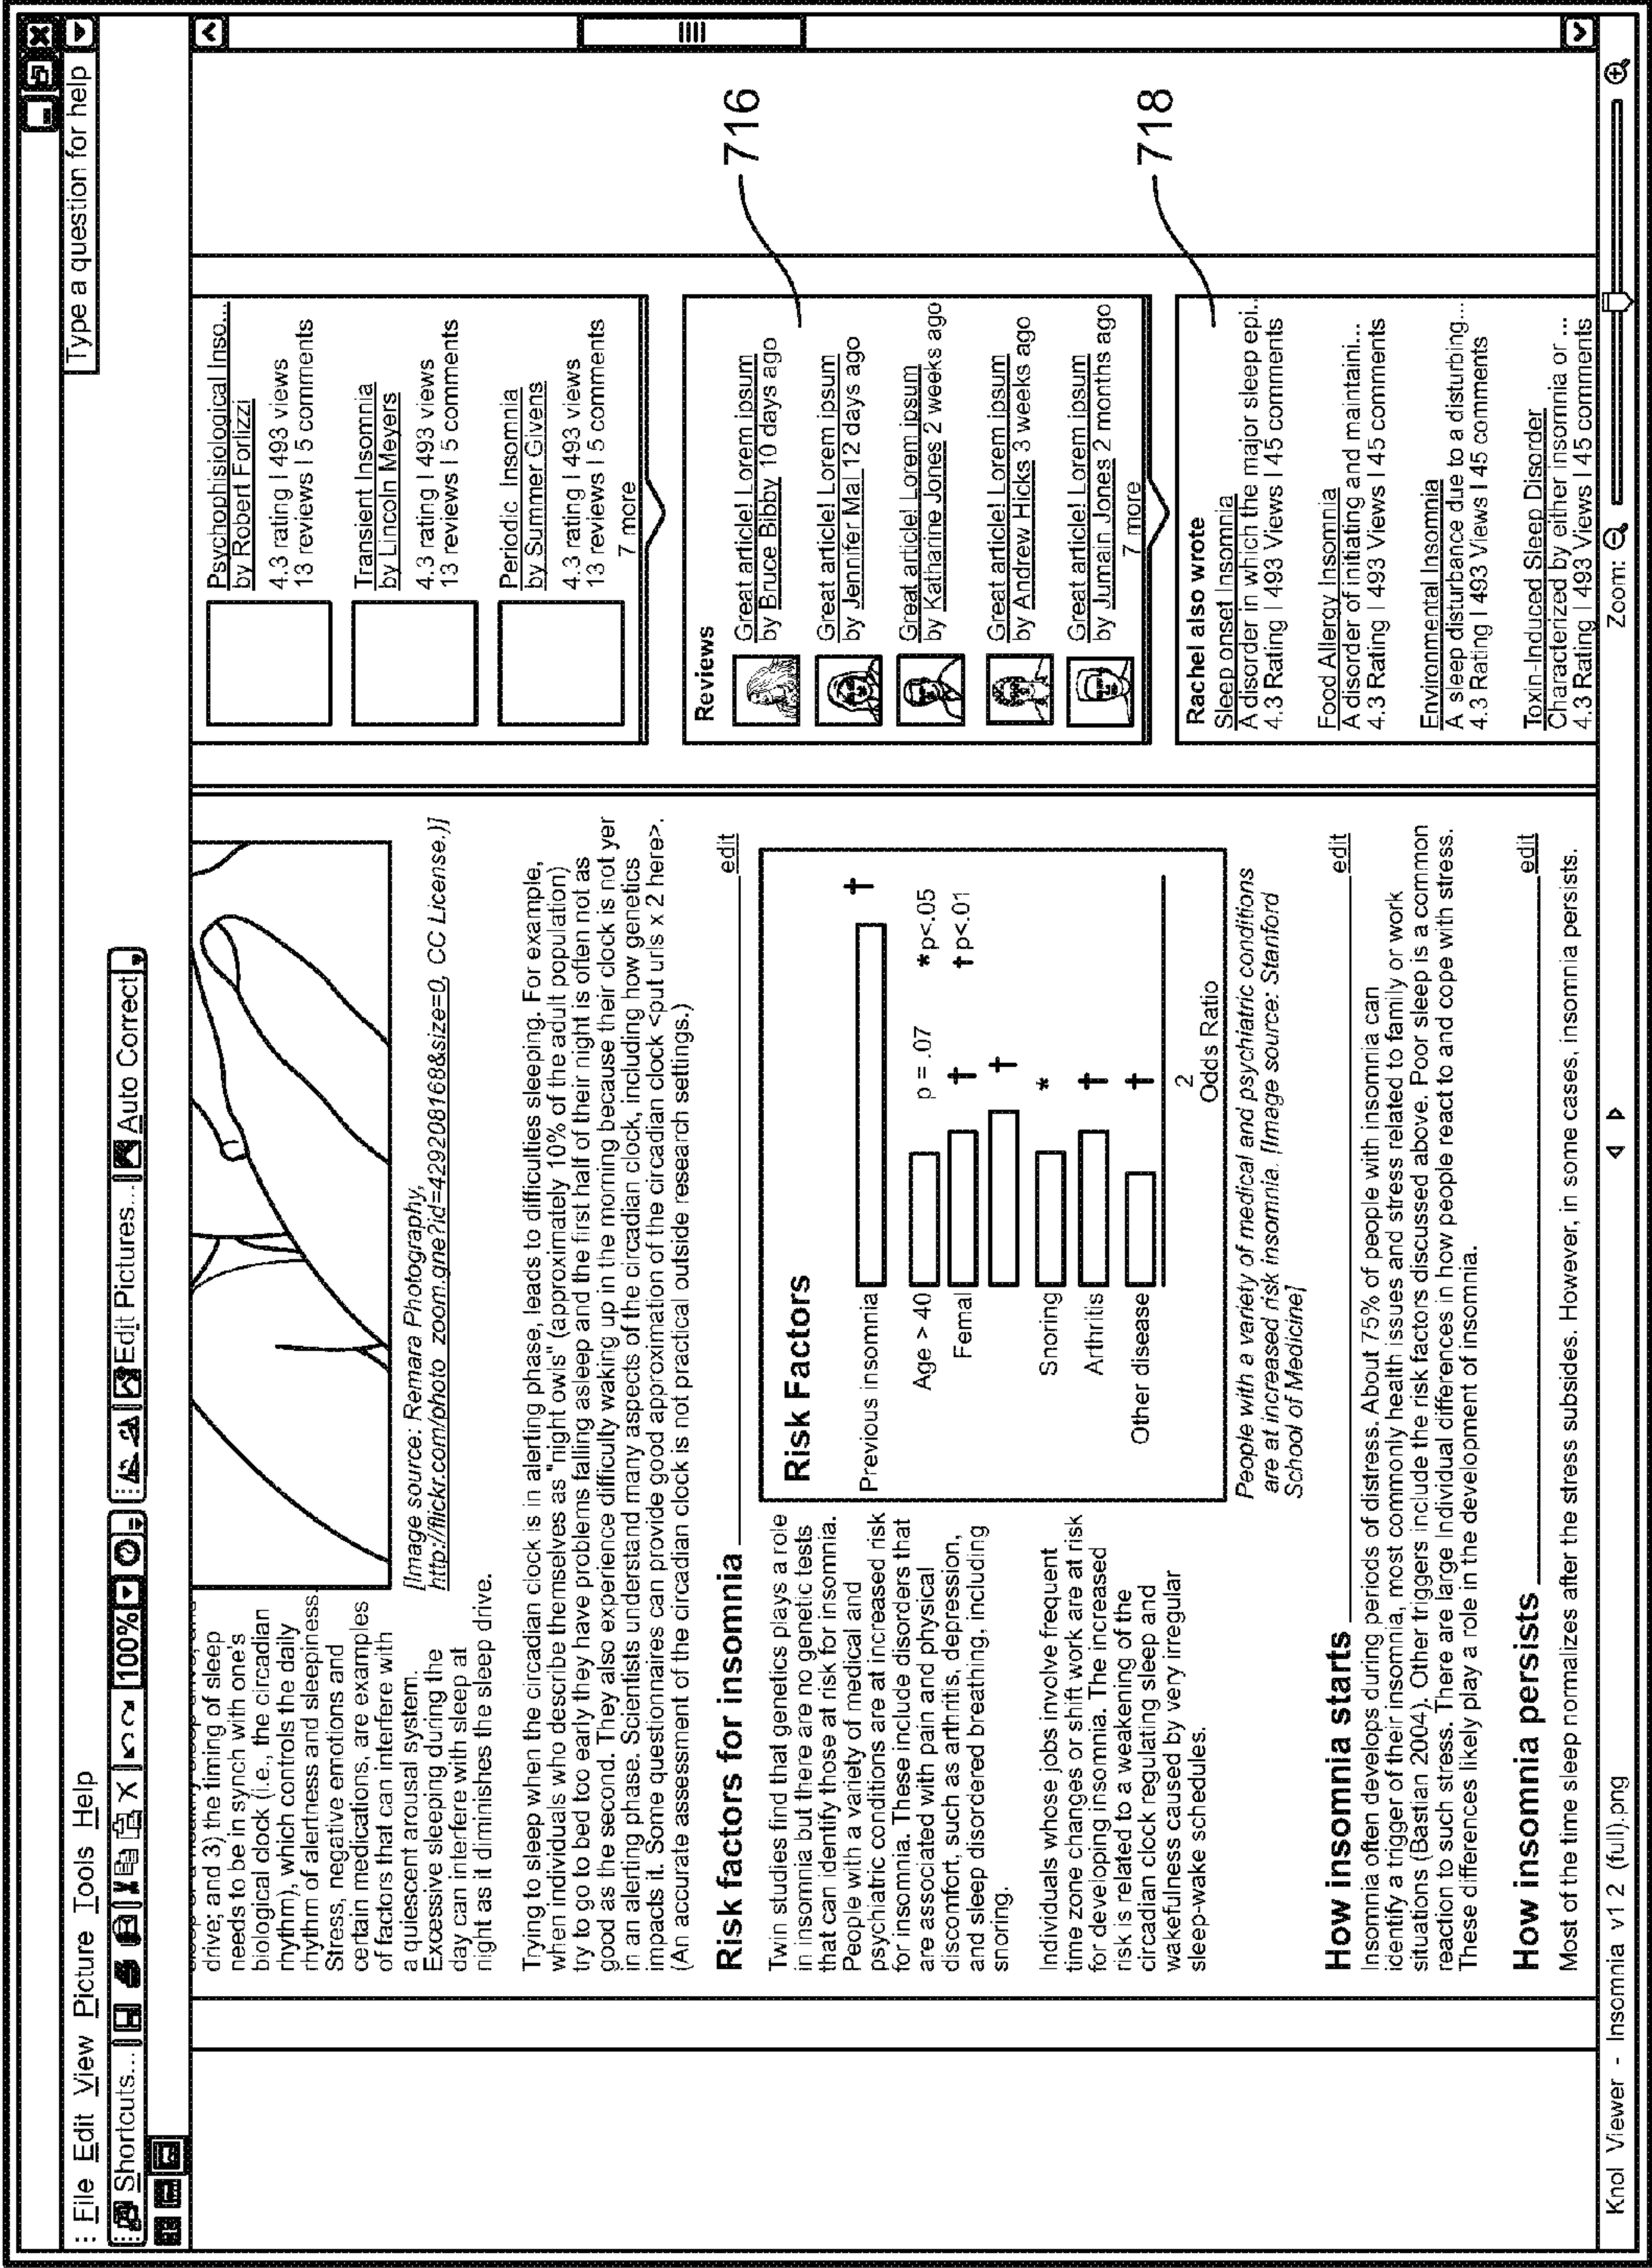 Type a question for help
: File Edit View Picture Tools Help
Shortcuts... 100% Edit Pictures... Auto Correct
drive; and 3) the timing of sleep
needs to be in synch with one's
biological clock (i.e., the circadian
rhythm), which controls the daily
rhythm of alertness and sleepiness.
Stress, negative emotions and
certain medications, are examples
of factors that can interfere with
a quiescent arousal system.
Excessive sleeping during the
day can interfere with sleep at
night as it diminishes the sleep drive.
[Image source: Remara Photography,
http://flickr.com/photo_zoom.gne?id=429208168&size=0, CC License.)]
Trying to sleep when the circadian clock is in alerting phase, leads to difficulties sleeping. For example,
when individuals who describe themselves as "night owls" (approximately 10% of the adult population)
try to go to bed too early they have problems falling asleep and the first half of their night is often not as
good as the second. They also experience difficulty waking up in the morning because their clock is not yer
in an alerting phase. Scientists understand many aspects of the circadian clock, including how genetics
impacts it. Some questionnaires can provide good approximation of the circadian clock <put urls x 2 here>.
(An accurate assessment of the circadian clock is not practical outside research settings.)
Risk factors for insomnia edit
Twin studies find that genetics plays a role
in insomnia but there are no genetic tests
that can identify those at risk for insomnia.
People with a variety of medical and
psychiatric conditions are at increased risk
for insomnia. These include disorders that
are associated with pain and physical
discomfort, such as arthritis, depression,
and sleep disordered breathing, including
snoring.
Individuals whose jobs involve frequent
time zone changes or shift work are at risk
for developing insomnia. The increased
risk is related to a weakening of the
circadian clock regulating sleep and
wakefulness caused by very irregular
sleep-wake schedules.
Risk Factors
Previous insomnia †
Age > 40 p = .07 *p<.05
Femal † †p<.01
†
Snoring *
Arthritis †
Other disease †
2
Odds Ratio
People with a variety of medical and psychiatric conditions
are at increased risk insomnia. [Image source: Stanford
School of Medicine]
How insomnia starts edit
Insomnia often develops during periods of distress. About 75% of people with insomnia can
identify a trigger of their insomnia, most commonly health issues and stress related to family or work
situations (Bastian 2004). Other triggers include the risk factors discussed above. Poor sleep is a common
reaction to such stress. There are large individual differences in how people react to and cope with stress.
These differences likely play a role in the development of insomnia.
How insomnia persists edit
Most of the time sleep normalizes after the stress subsides. However, in some cases, insomnia persists.
Psychophisiological Inso...
by Robert Forlizzi
4.3 rating | 493 views
13 reviews | 5 comments
Transient Insomnia
by Lincoln Meyers
4.3 rating | 493 views
13 reviews | 5 comments
Periodic Insomnia
by Summer Givens
4.3 rating | 493 views
13 reviews | 5 comments
7 more
Reviews
Great article! Lorem ipsum
by Bruce Bibby 10 days ago
Great article! Lorem ipsum
by Jennifer Mal 12 days ago
Great article! Lorem ipsum
by Katharine Jones 2 weeks ago
Great article! Lorem ipsum
by Andrew Hicks 3 weeks ago
Great article! Lorem ipsum
by Jumain Jones 2 months ago
7 more
716
Rachel also wrote
Sleep onset Insomnia
A disorder in which the major sleep epi...
4.3 Rating | 493 Views | 45 comments
Food Allergy Insomnia
A disorder of initiating and maintaini...
4.3 Rating | 493 Views | 45 comments
Environmental Insomnia
A sleep disturbance due to a disturbing...
4.3 Rating | 493 Views | 45 comments
Toxin-Induced Sleep Disorder
Characterized by either insomnia or ...
4.3 Rating | 493 Views | 45 comments
718
Knol Viewer - Insomnia v1 2 (full).png
Zoom: